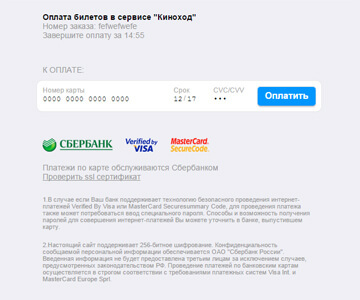 Оплата билетов в сервисе "Киноход"
Номер заказа: fefwefwefe
Завершите оплату за 14:55
К ОПЛАТЕ:
Номер карты Срок CVC/CVV
0000 0000 0000 0000 12/17 ••• Оплатить
СБЕРБАНК Verified by VISA MasterCard SecureCode.
Платежи по карте обслуживаются Сбербанком
Проверить ssl сертификат
1.В случае если Ваш банк поддерживает технологию безопасного проведения интернет-
платежей Verified By Visa или MasterCard Securessumary Code, для проведения платежа
также может потребоваться ввод специального пароля. Способы и возможность получения
паролей для совершения интернет-платежей Вы можете уточнить в банке, выпустившем
карту.
2.Настоящий сайт поддерживает 256-битное шифрование. Конфиденциальность
сообщаемой персональной информации обеспечивается ОАО "Сбербанк России".
Введенная информация не будет предоставлена третьим лицам за исключением случаев,
предусмотренных законодательством РФ. Проведение платежей по банковским картам
осуществляется в строгом соответствии с требованиями платежных систем Visa Int. и
MasterCard Europe Sprl.